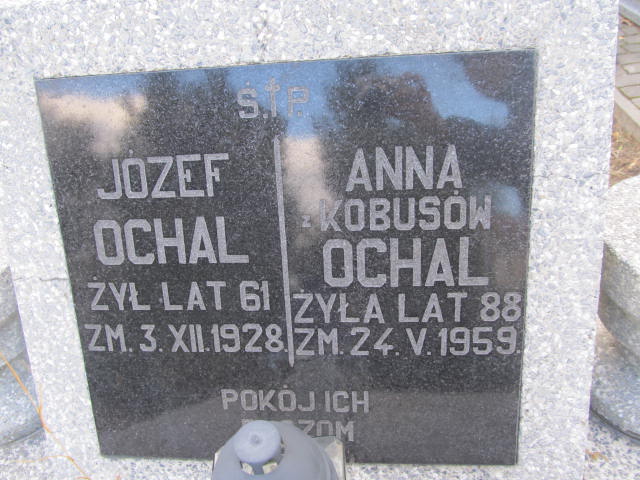 Ś.†P.
JÓZEF
OCHAL
ŻYŁ LAT 61
ZM. 3. XII. 1928
ANNA
z KOBUSÓW
OCHAL
ŻYŁA LAT 88
ZM. 24. V. 1959.
POKÓJ ICH